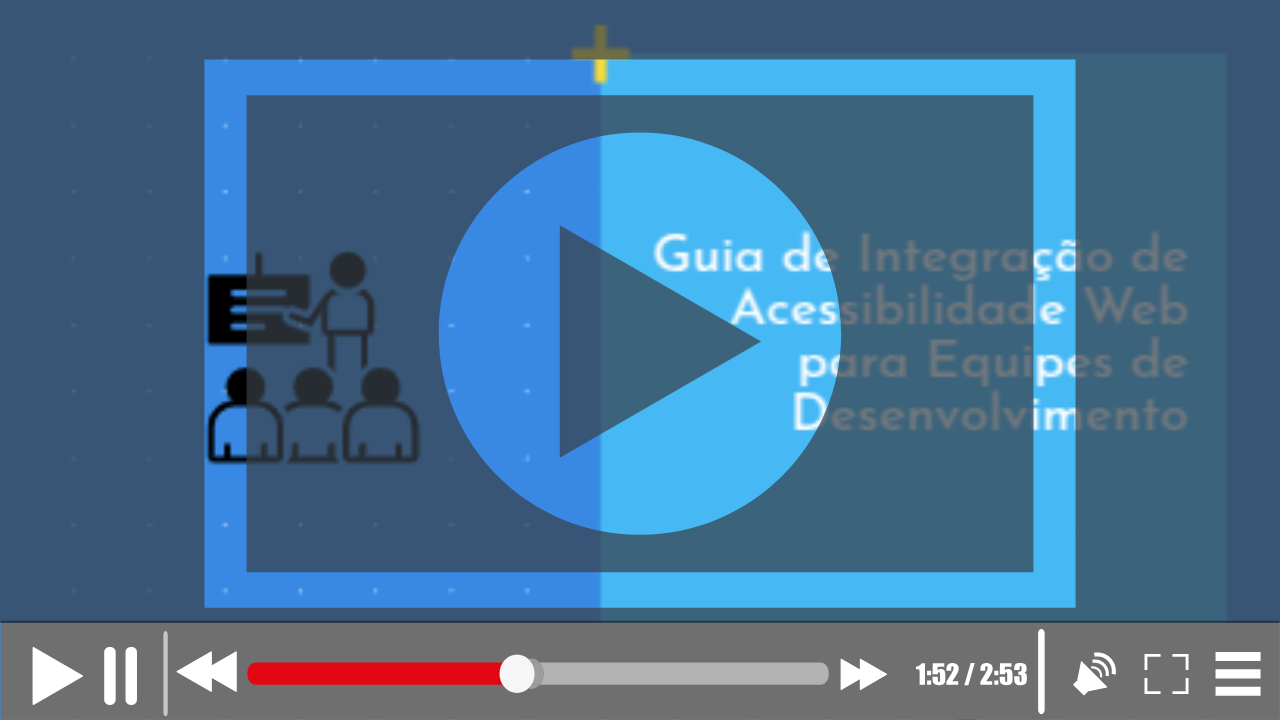 Guia de Integração de
Acessibilidade Web
para Equipes de
Desenvolvimento
1:52 / 2:53